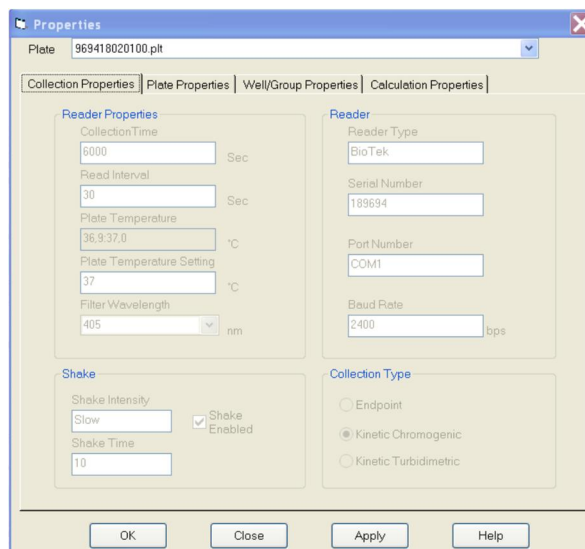 Properties
Plate 969418020100.plt
Collection Properties Plate Properties Well/Group Properties Calculation Properties
Reader Properties
CollectionTime
6000 Sec
Read Interval
30 Sec
Plate Temperature
36,9:37,0 °C
Plate Temperature Setting
37 °C
Filter Wavelength
405 nm
Reader
Reader Type
BioTek
Serial Number
189694
Port Number
COM1
Baud Rate
2400 bps
Shake
Shake Intensity
Slow
Shake Enabled
Shake Time
10
Collection Type
Endpoint
Kinetic Chromogenic
Kinetic Turbidimetric
OK Close Apply Help